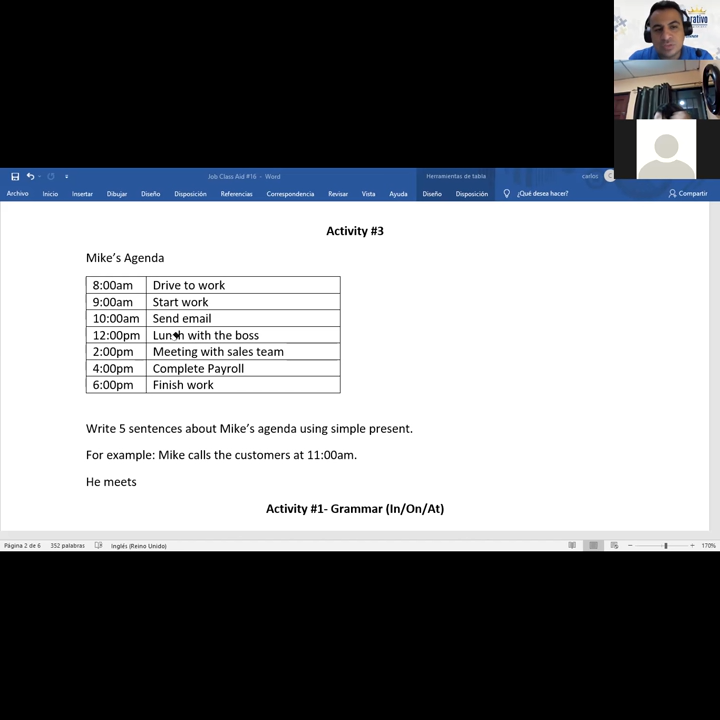 rativo
Job Class Aid #16 - Word
Herramientas de tabla
carlos
Archivo Inicio Insertar Dibujar Diseño Disposición Referencias Correspondencia Revisar Vista Ayuda Diseño Disposición ¿Qué desea hacer? Compartir
Activity #3
Mike's Agenda
8:00am Drive to work
9:00am Start work
10:00am Send email
12:00pm Lunch with the boss
2:00pm Meeting with sales team
4:00pm Complete Payroll
6:00pm Finish work
Write 5 sentences about Mike's agenda using simple present.
For example: Mike calls the customers at 11:00am.
He meets
Activity #1- Grammar (In/On/At)
Página 2 de 6 352 palabras Inglés (Reino Unido) 170%